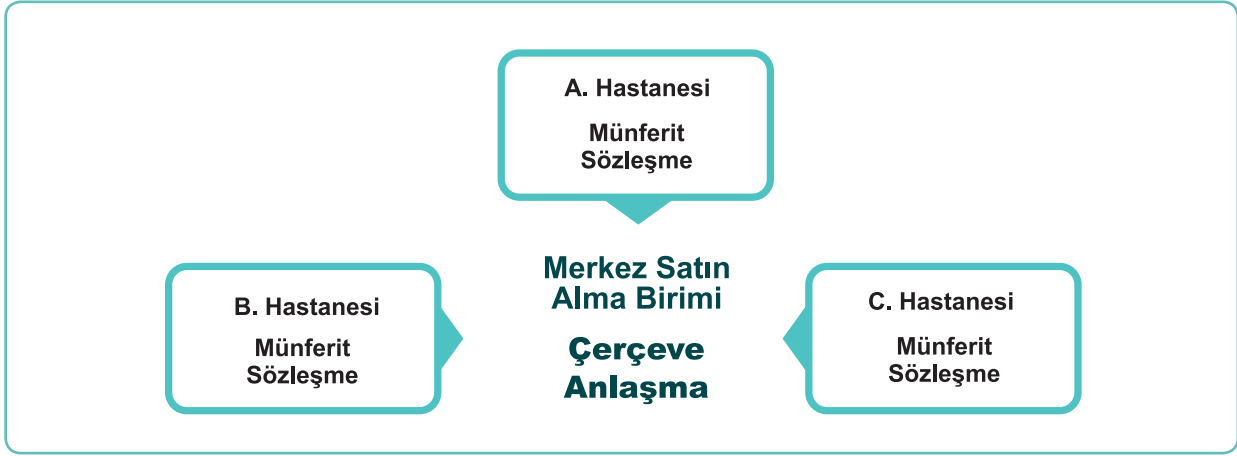 A. Hastanesi
Münferit
Sözleşme
Merkez Satın
Alma Birimi
Çerçeve
Anlaşma
B. Hastanesi
Münferit
Sözleşme
C. Hastanesi
Münferit
Sözleşme